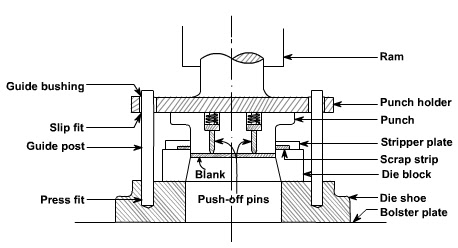 Ram
Guide bushing
Punch holder
Slip fit
Punch
Guide post
Stripper plate
Scrap strip
Blank
Die block
Press fit
Push-off pins
Die shoe
Bolster plate